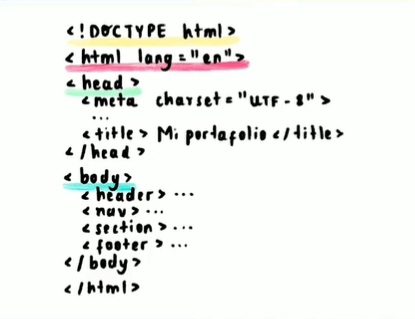 <!DOCTYPE html>
<html lang="en">
<head>
<meta charset="UTF-8">
...
<title> Mi portafolio </title>
</head>
<body>
<header> ...
<nav> ...
<section> ...
<footer> ...
</body>
</html>